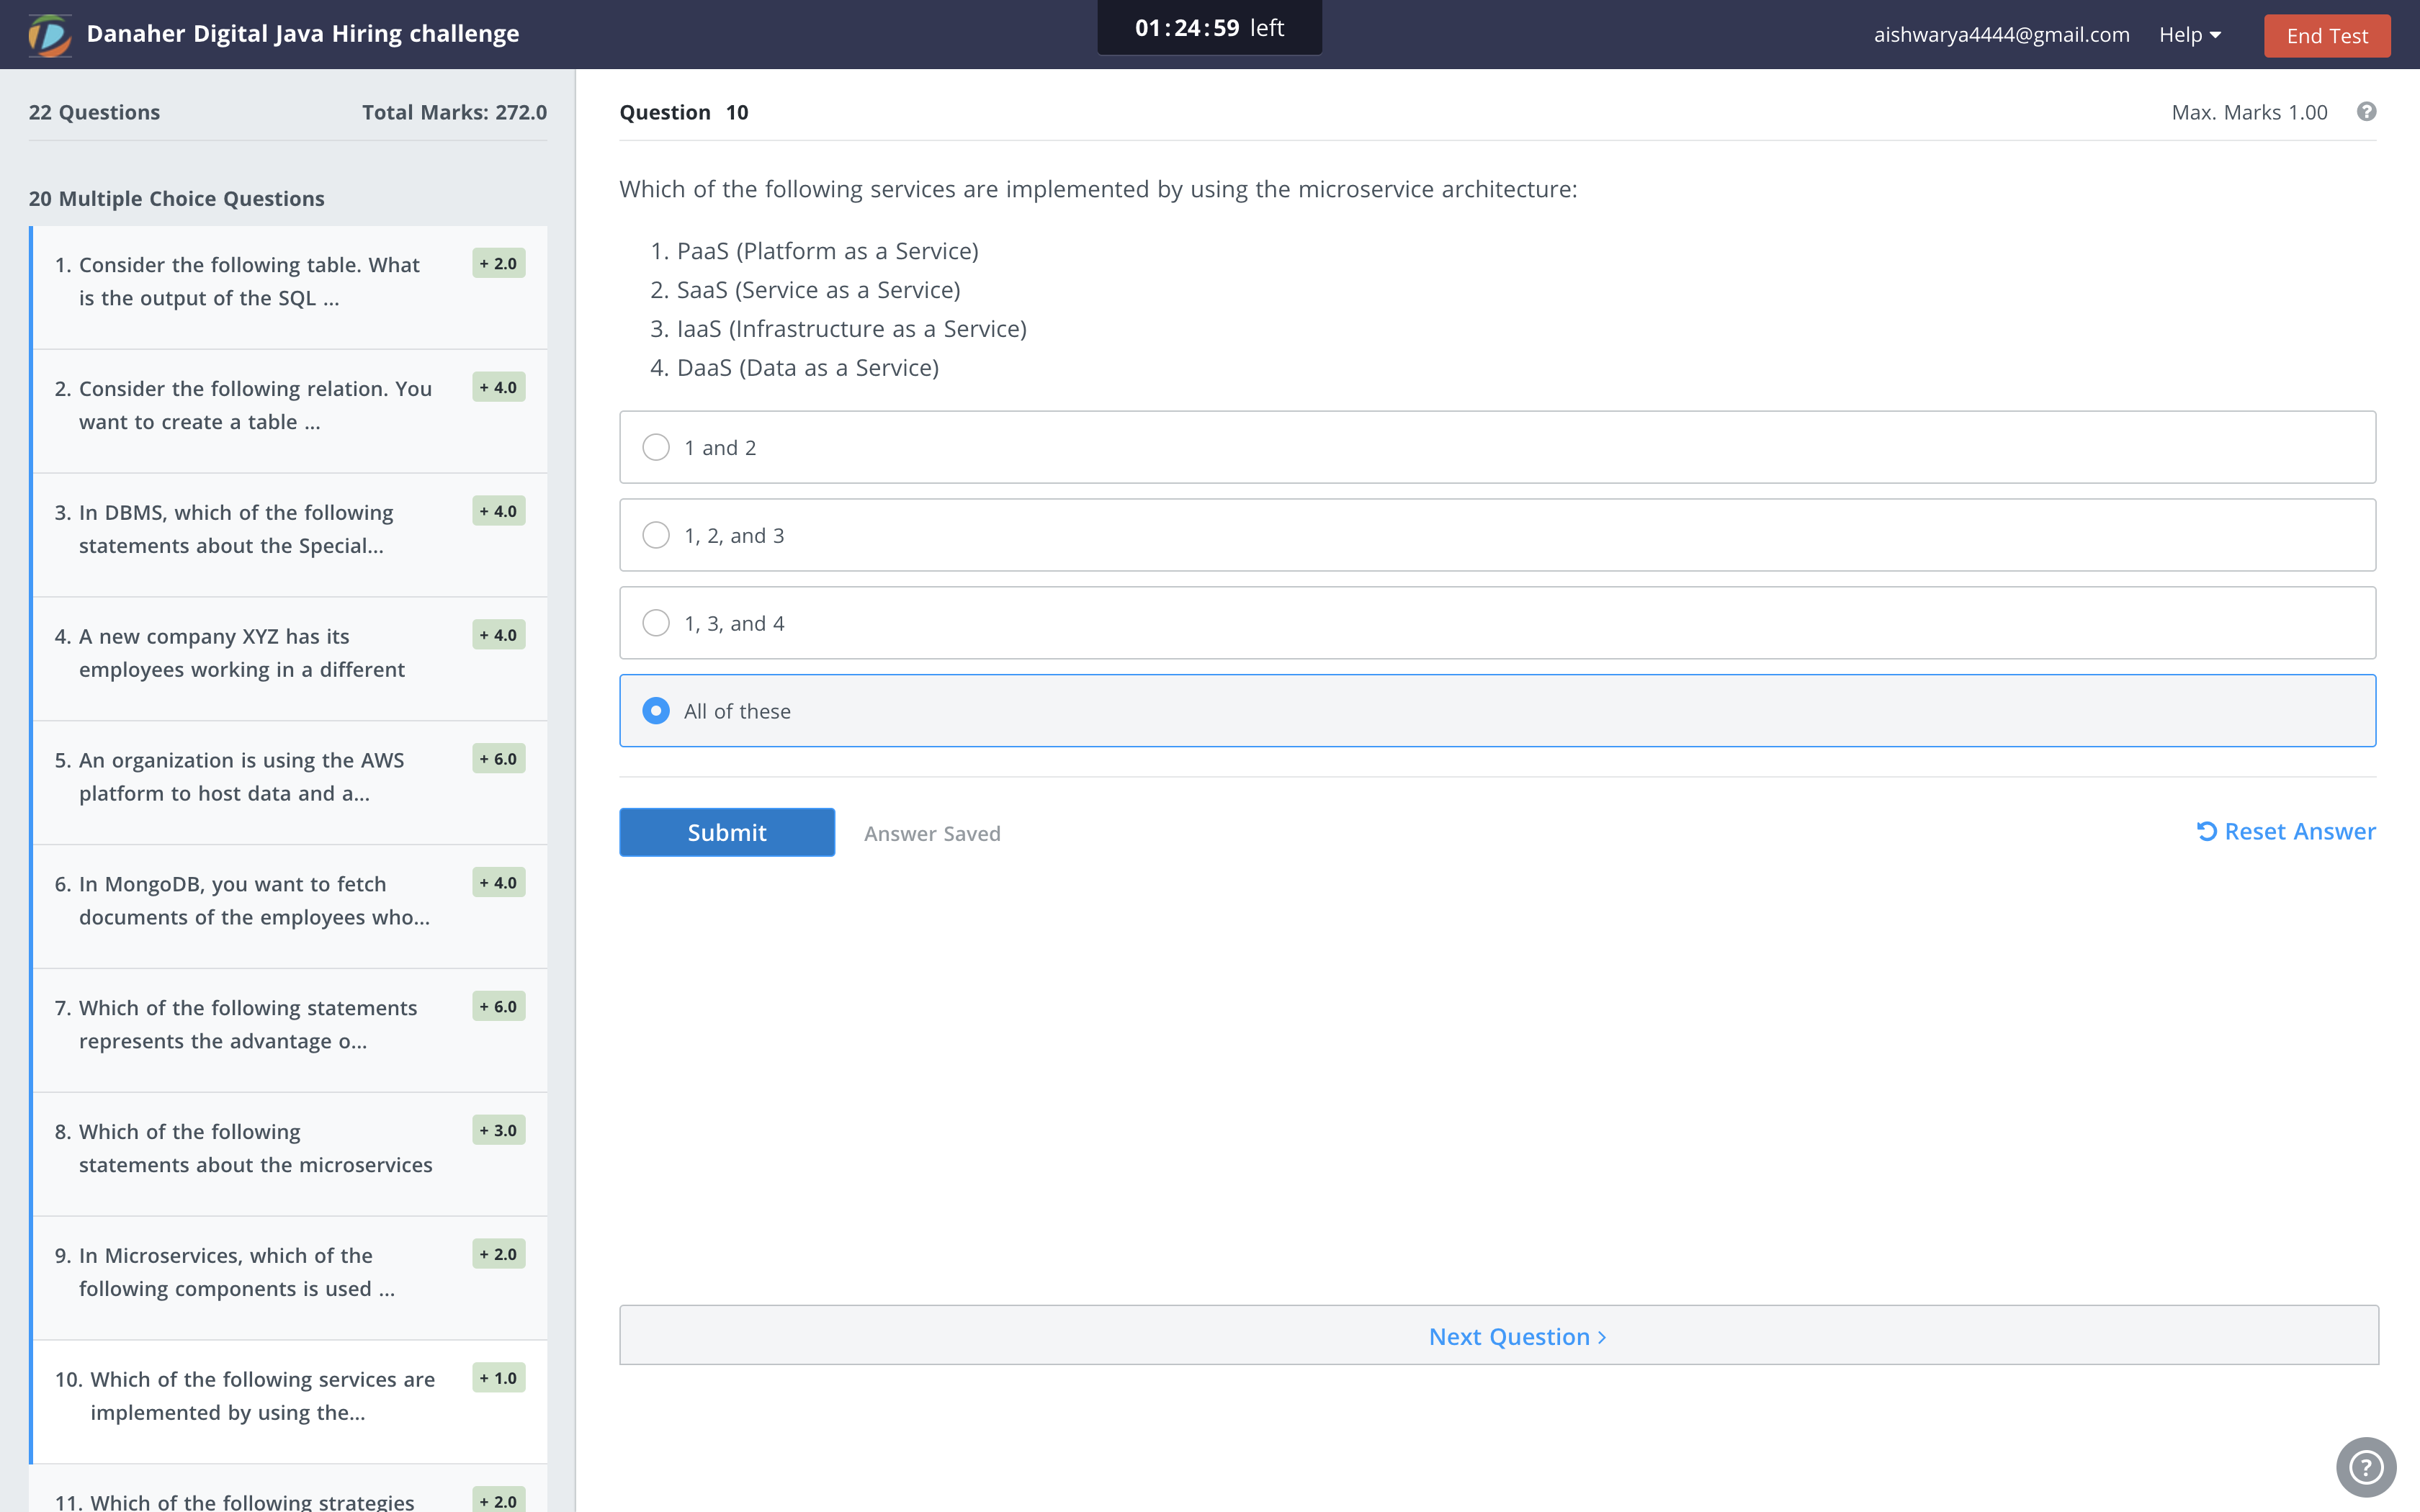 Danaher Digital Java Hiring challenge
01:24:59 left
aishwarya4444@gmail.com
Help
End Test
22 Questions
Total Marks: 272.0
20 Multiple Choice Questions
1. Consider the following table. What
is the output of the SQL ...
+ 2.0
2. Consider the following relation. You
want to create a table ...
+ 4.0
3. In DBMS, which of the following
statements about the Special...
+ 4.0
4. A new company XYZ has its
employees working in a different
+ 4.0
5. An organization is using the AWS
platform to host data and a...
+ 6.0
6. In MongoDB, you want to fetch
documents of the employees who...
+ 4.0
7. Which of the following statements
represents the advantage o...
+ 6.0
8. Which of the following
statements about the microservices
+ 3.0
9. In Microservices, which of the
following components is used ...
+ 2.0
10. Which of the following services are
implemented by using the...
+ 1.0
11. Which of the following strategies
+ 2.0
Question 10
Max. Marks 1.00
?
Which of the following services are implemented by using the microservice architecture:
1. PaaS (Platform as a Service)
2. SaaS (Service as a Service)
3. IaaS (Infrastructure as a Service)
4. DaaS (Data as a Service)
1 and 2
1, 2, and 3
1, 3, and 4
All of these
Submit
Answer Saved
Reset Answer
Next Question >
?